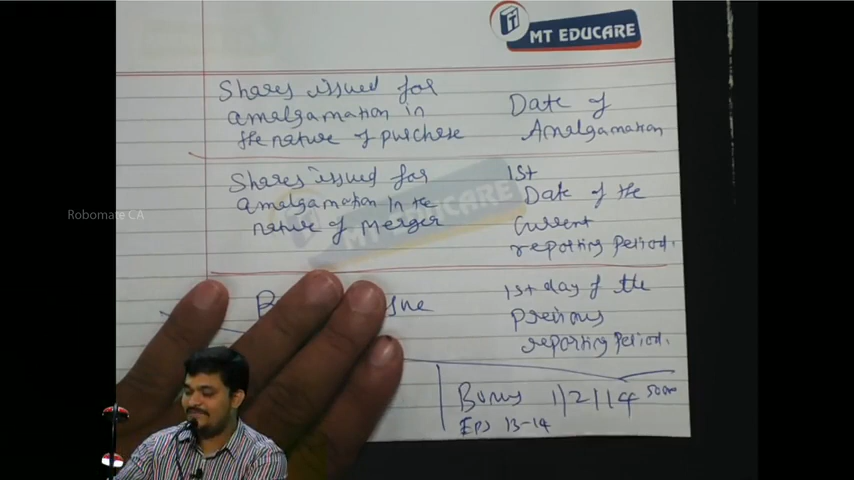 MT EDUCARE
Shares issued for
amalgamation in
the nature of purchase
Date of
Amalgamation
Shares issued for
amalgamation in the
nature of Merger
1st
Date of the
Current
reporting period.
MT EDUCARE
Robomate CA
1st day of the
previous
reporting period.
Bonus 1/2/14
EPS 13-14